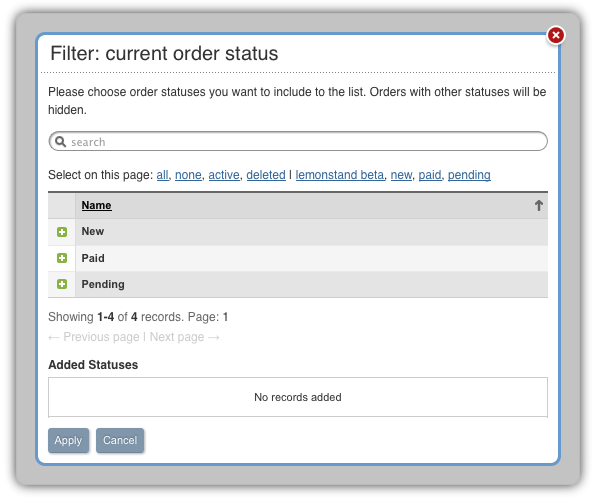 Filter: current order status
Please choose order statuses you want to include to the list. Orders with other statuses will be
hidden.
search
Select on this page: all, none, active, deleted | lemonstand beta, new, paid, pending
Name
New
Paid
Pending
Showing 1-4 of 4 records. Page: 1
← Previous page | Next page →
Added Statuses
No records added
Apply Cancel